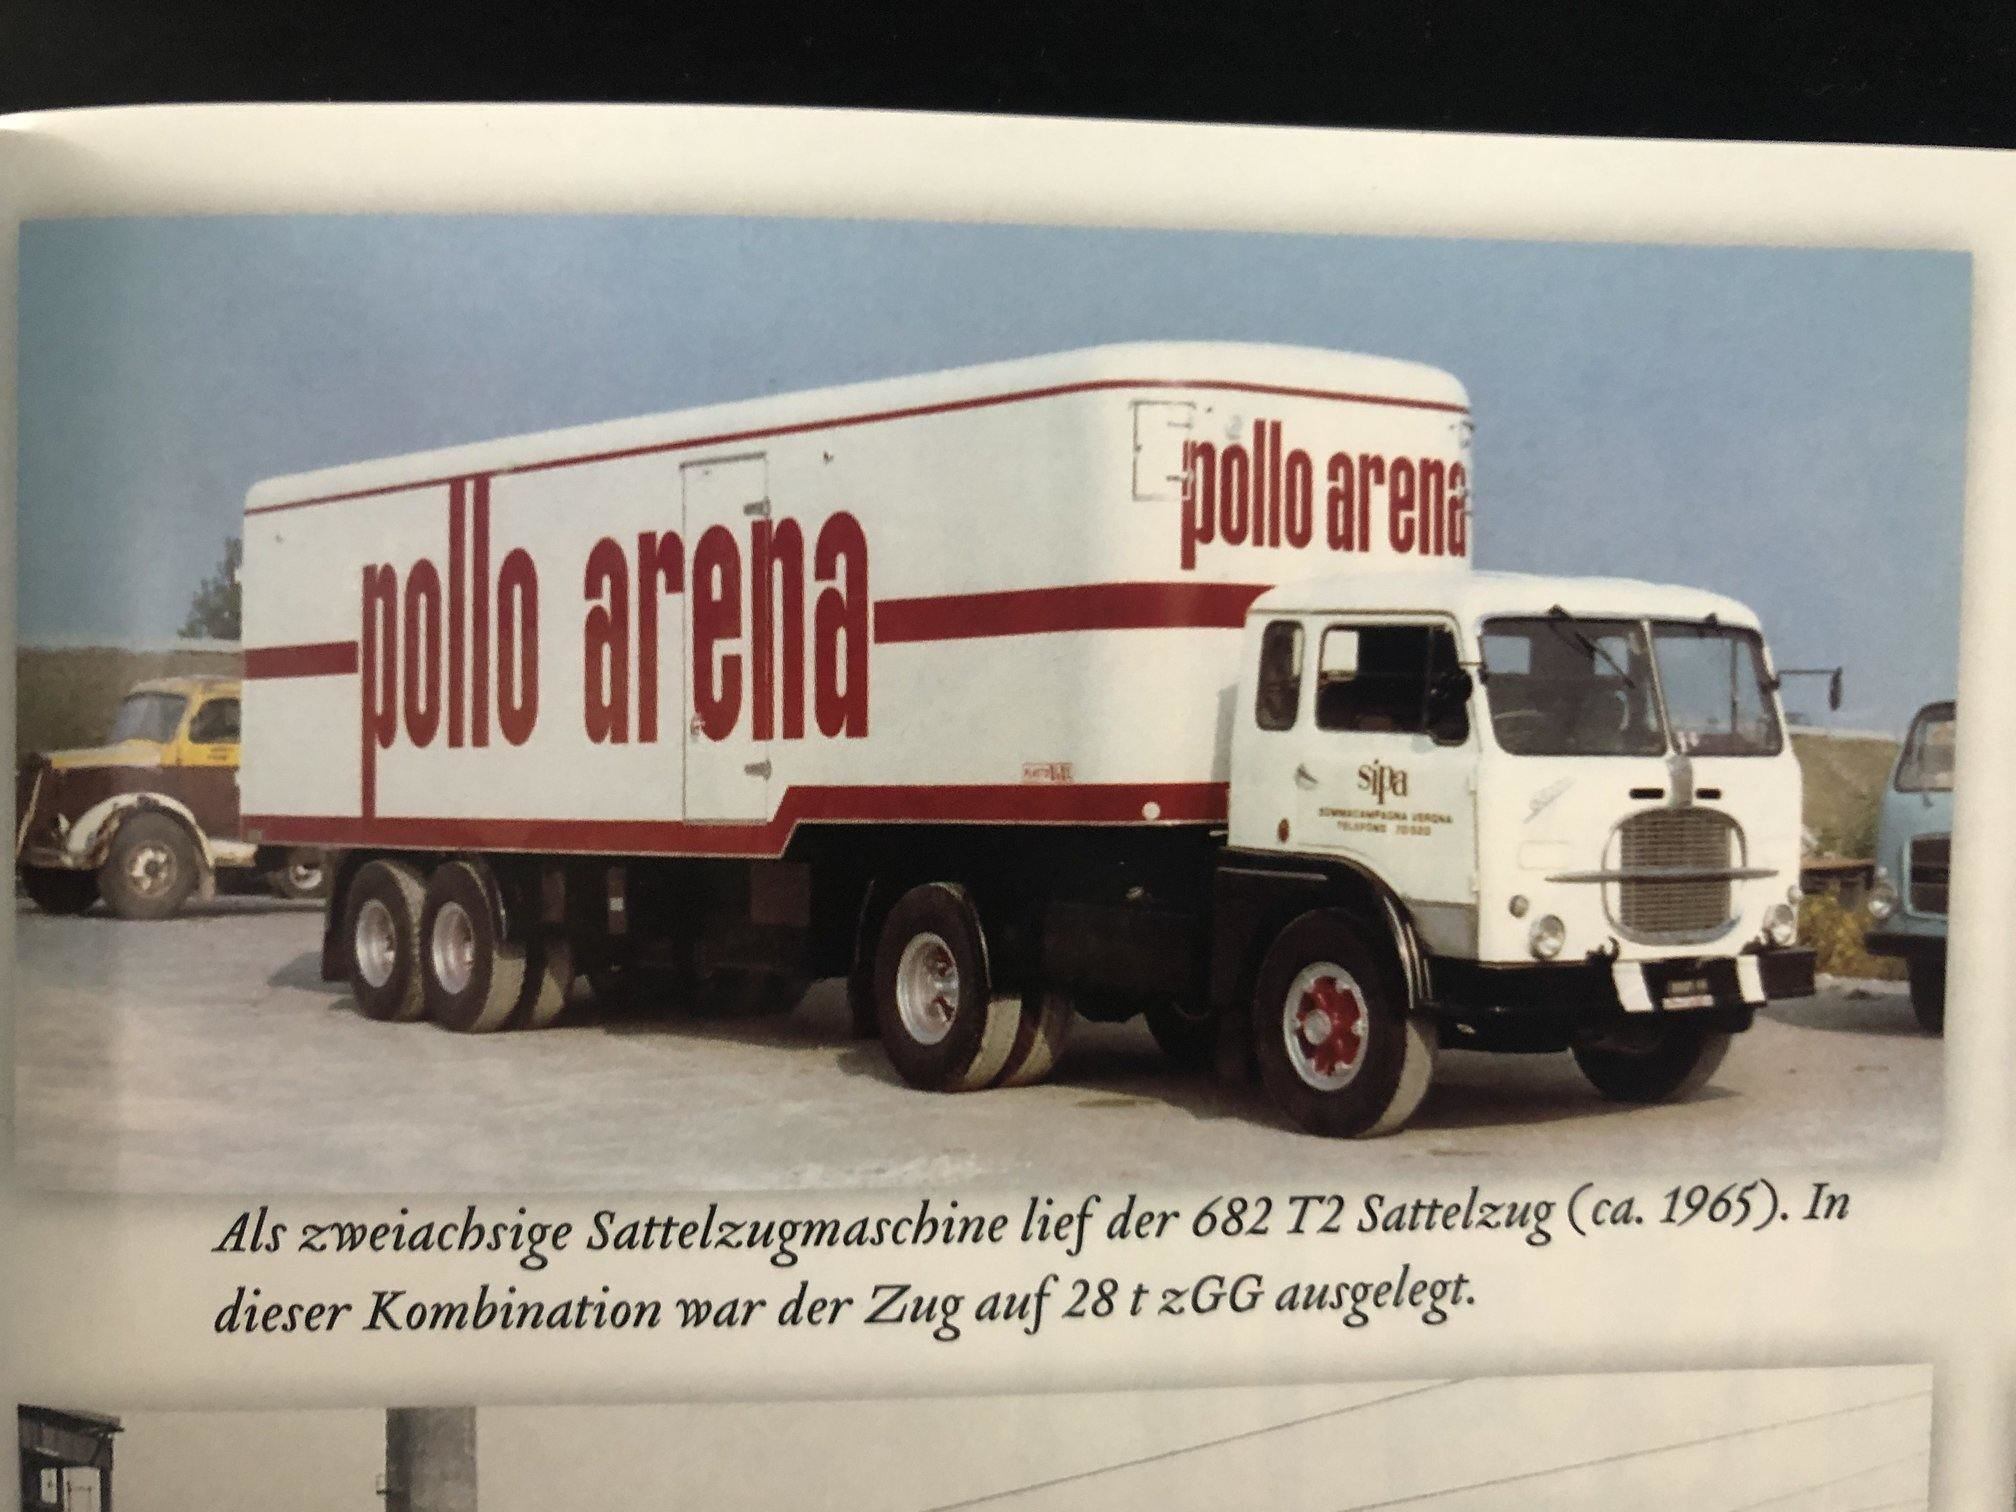 pollo arena
pollo arena
sipa
SOMMACAMPAGNA VERONA
TELEFONO
Als zweiachsige Sattelzugmaschine lief der 682 T2 Sattelzug (ca. 1965). In
dieser Kombination war der Zug auf 28 t zGG ausgelegt.